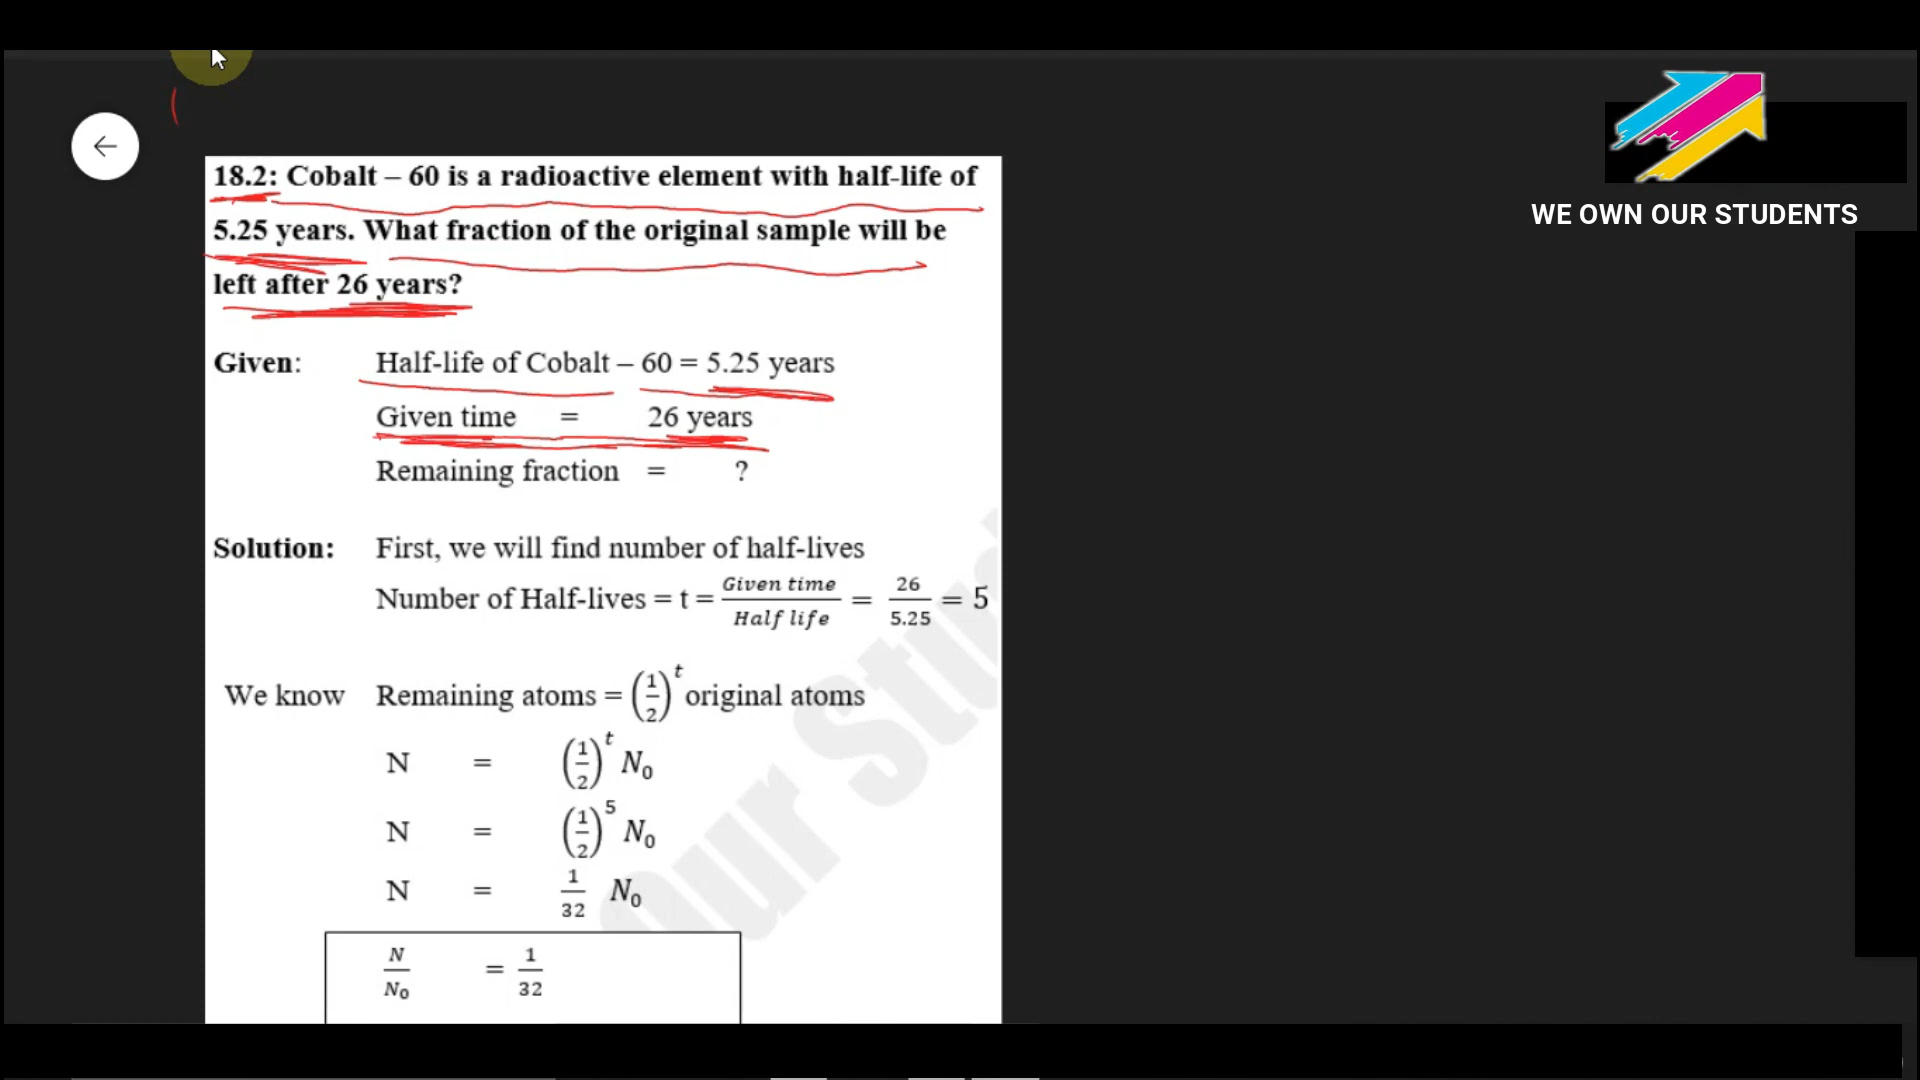 WE OWN OUR STUDENTS
18.2: Cobalt – 60 is a radioactive element with half-life of
5.25 years. What fraction of the original sample will be
left after 26 years?
Given: Half-life of Cobalt – 60 = 5.25 years
Given time = 26 years
Remaining fraction = ?
Solution: First, we will find number of half-lives
Number of Half-lives = t = Given time / Half life = 26 / 5.25 = 5
We know Remaining atoms = (1/2)^t original atoms
N = (1/2)^t N₀
N = (1/2)^5 N₀
N = 1/32 N₀
N/N₀ = 1/32
our